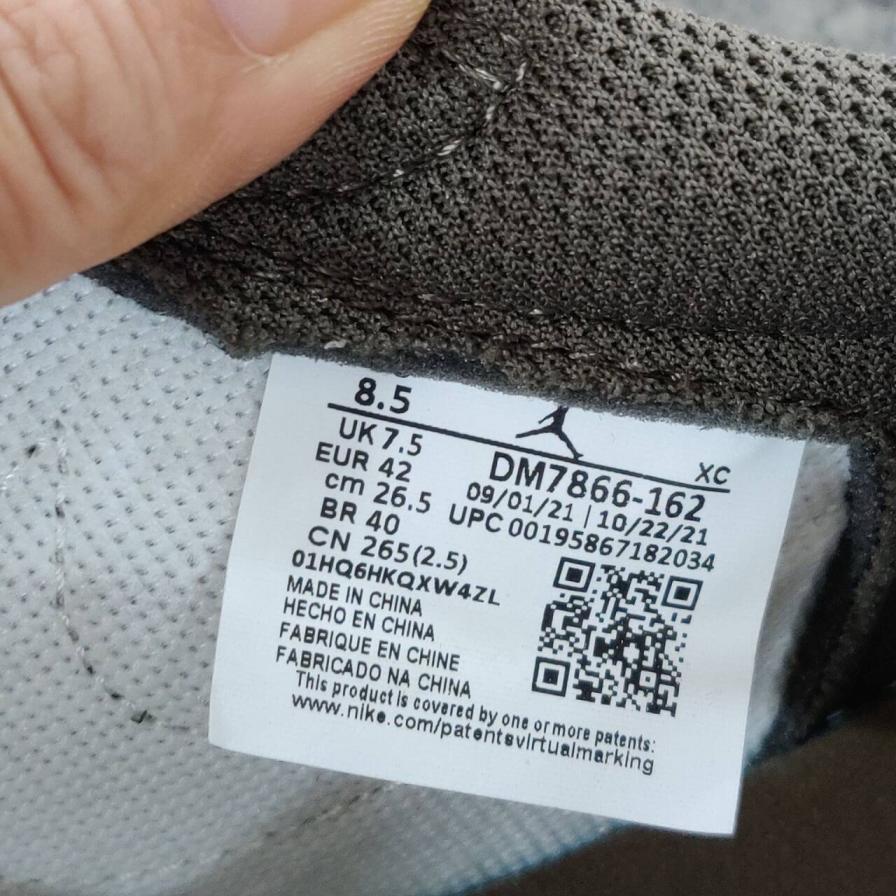 8.5
XC
UK 7.5
EUR 42
cm 26.5
BR 40
CN 265(2.5)
DM7866-162
09/01/21 | 10/22/21
UPC 00195867182034
01HQ6HKQXW4ZL
MADE IN CHINA
HECHO EN CHINA
FABRIQUE EN CHINE
FABRICADO NA CHINA
This product is covered by one or more patents:
www.nike.com/patentsvirtualmarking